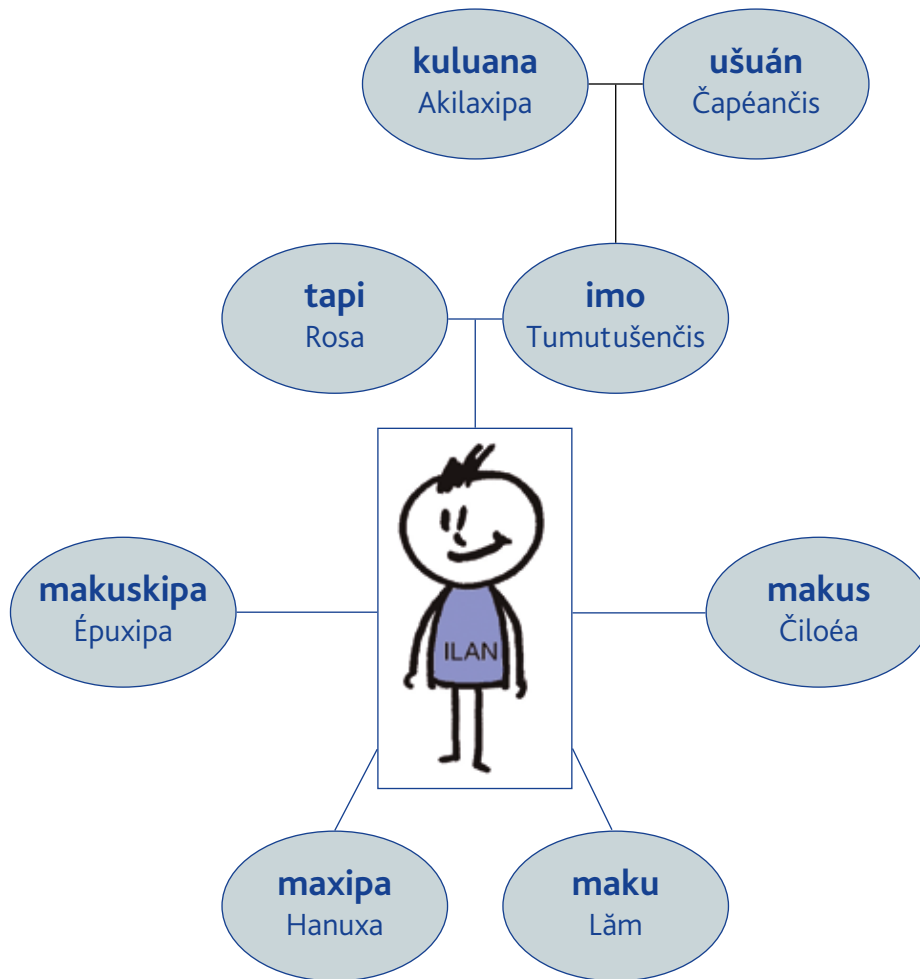 kuluana
Akilaxipa
ušuán
Čapéančis
tapi
Rosa
imo
Tumutušenčis
makuskipa
Épuxipa
ILAN
makus
Čiloéa
maxipa
Hanuxa
maku
Lăm